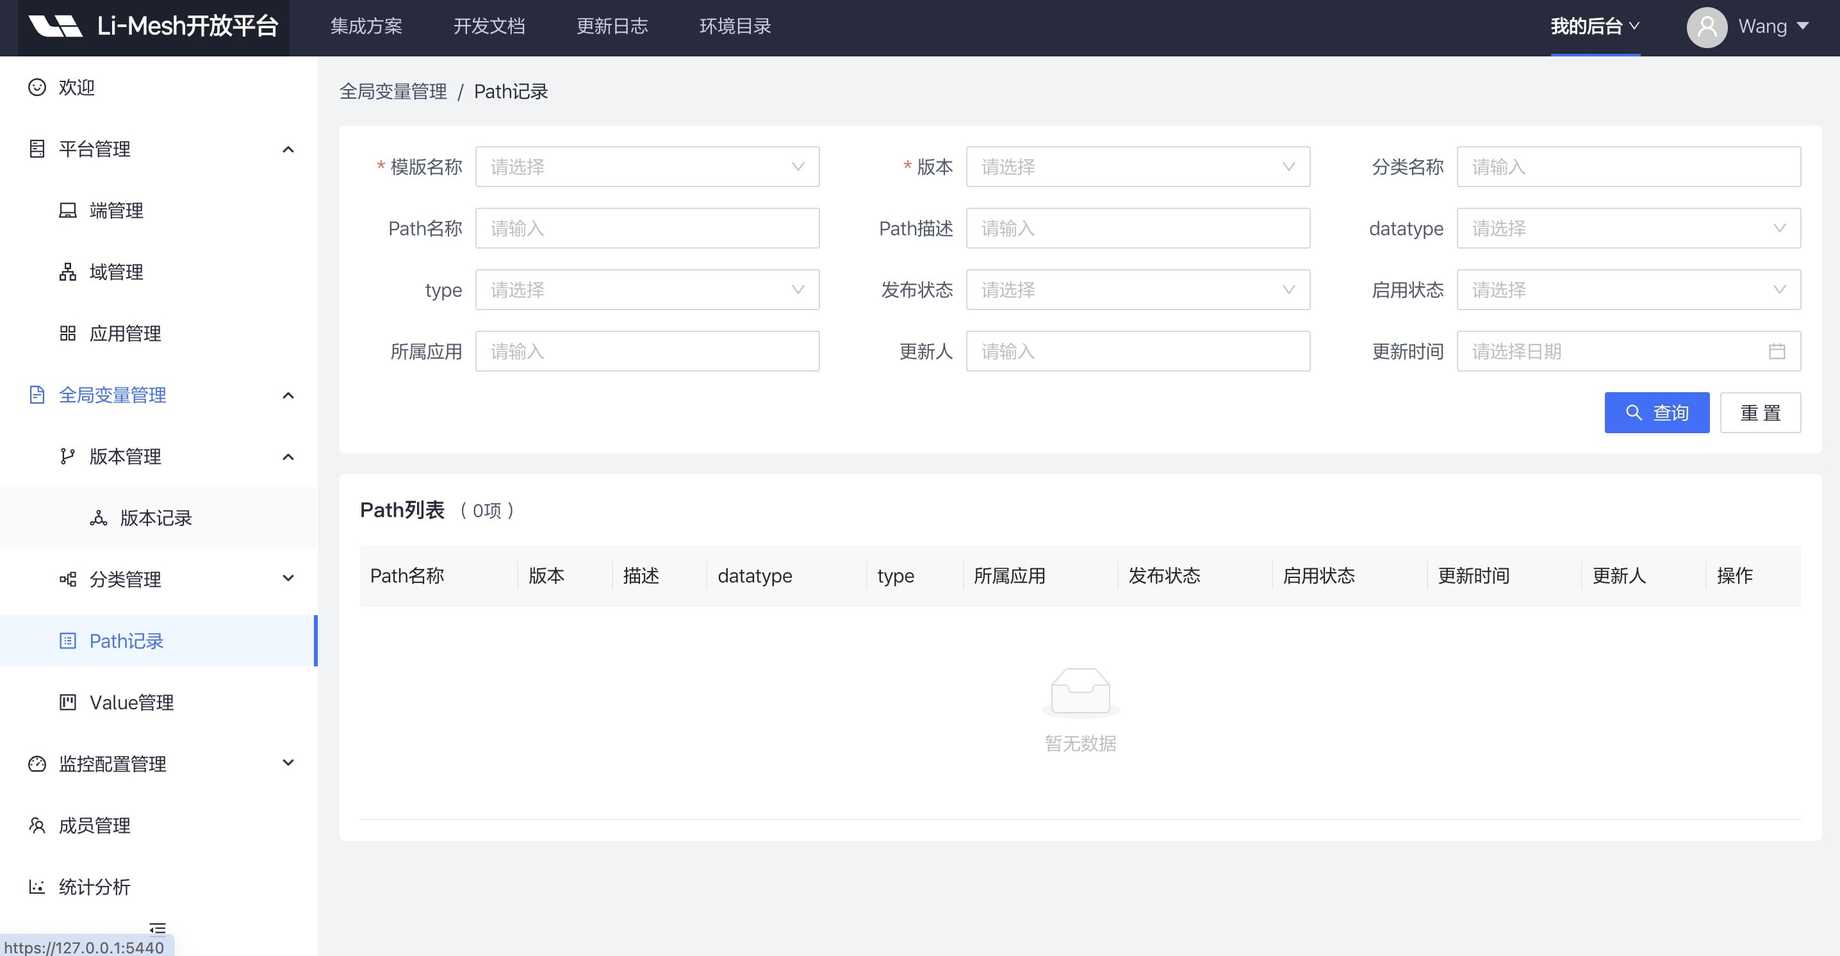 Li-Mesh开放平台
集成方案
开发文档
更新日志
环境目录
我的后台
Wang
欢迎
平台管理
端管理
域管理
应用管理
全局变量管理
版本管理
版本记录
分类管理
Path记录
Value管理
监控配置管理
成员管理
统计分析
https://127.0.0.1:5440
全局变量管理 / Path记录
* 模版名称 请选择
* 版本 请选择
分类名称 请输入
Path名称 请输入
Path描述 请输入
datatype 请选择
type 请选择
发布状态 请选择
启用状态 请选择
所属应用 请输入
更新人 请输入
更新时间 请选择日期
查询
重 置
Path列表 （ 0项 ）
Path名称 版本 描述 datatype type 所属应用 发布状态 启用状态 更新时间 更新人 操作
暂无数据